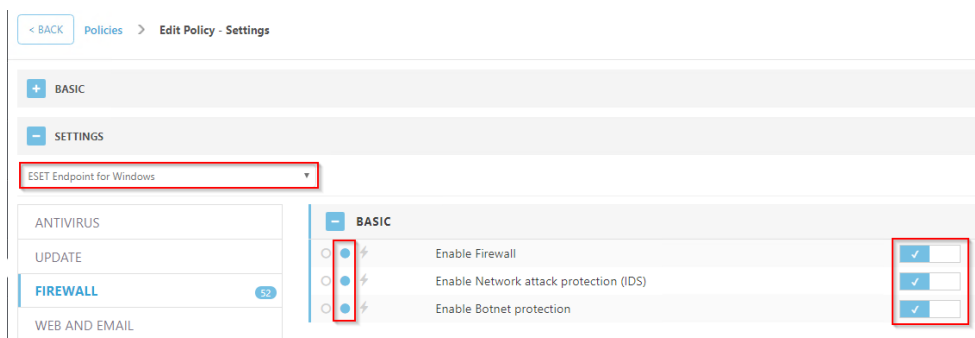 < BACK Policies > Edit Policy - Settings
BASIC
SETTINGS
ESET Endpoint for Windows
ANTIVIRUS
UPDATE
FIREWALL 52
WEB AND EMAIL
BASIC
Enable Firewall
Enable Network attack protection (IDS)
Enable Botnet protection